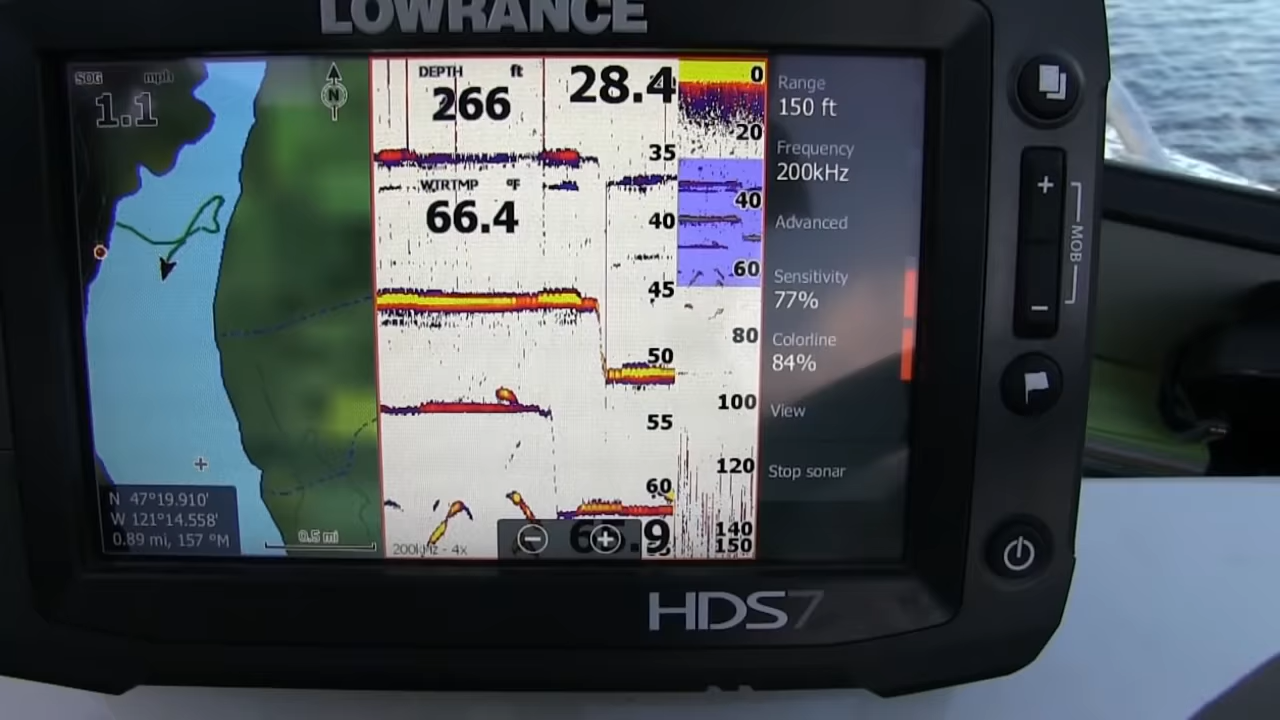 LOWRANCE
SOG mph
1.1
N
DEPTH ft
266
28.4
WTRTMP °F
66.4
35
40
45
50
55
60
0
20
40
60
80
100
120
140
150
200kHz - 4x
N 47°19.910'
W 121°14.558'
0.89 mi, 157 °M
0.5 mi
Range
150 ft
Frequency
200kHz
Advanced
Sensitivity
77%
Colorline
84%
View
Stop sonar
+
MOB
−
HDS7